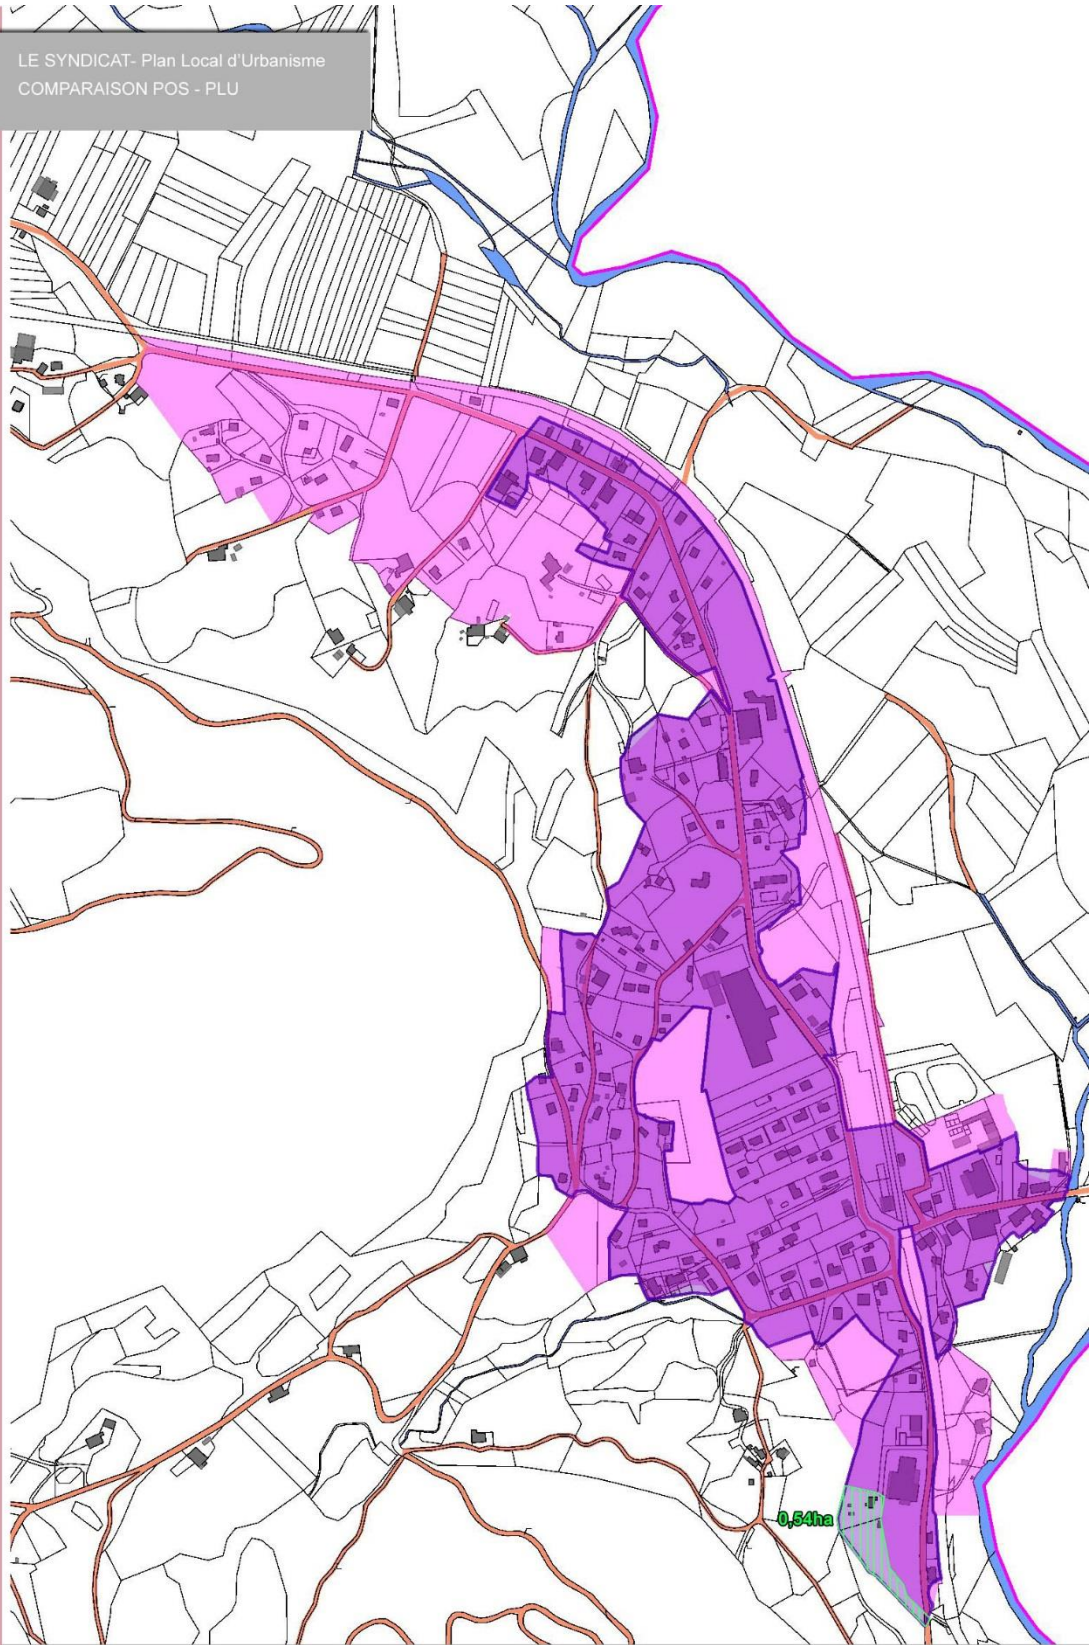 LE SYNDICAT- Plan Local d'Urbanisme
COMPARAISON POS - PLU
0,54ha